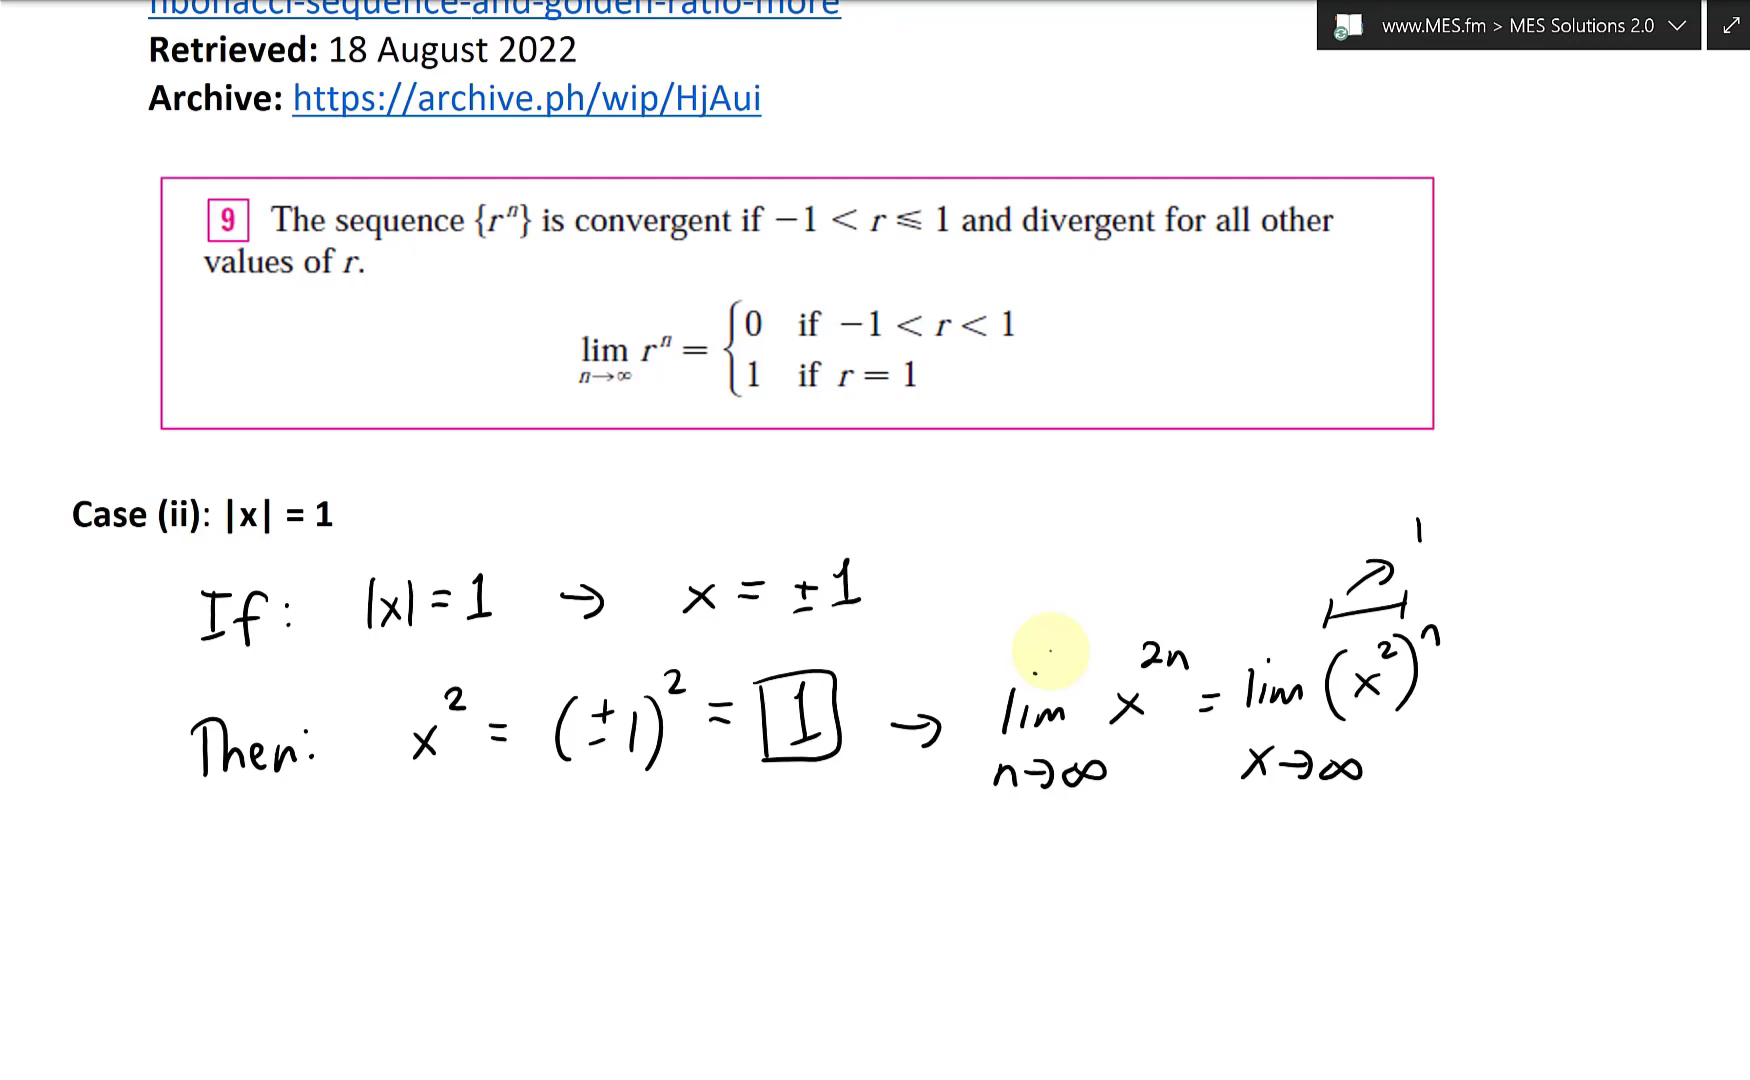 fibonacci-sequence-and-golden-ratio-more
www.MES.fm > MES Solutions 2.0
Retrieved: 18 August 2022
Archive: https://archive.ph/wip/HjAui
9 The sequence {rⁿ} is convergent if −1 < r ⩽ 1 and divergent for all other
values of r.
lim n→∞ rⁿ = { 0 if −1 < r < 1
1 if r = 1
Case (ii): |x| = 1
If: |x| = 1 → x = ±1
1
Then: x² = (±1)² = 1 → lim n→∞ x²ⁿ = lim x→∞ (x²)ⁿ